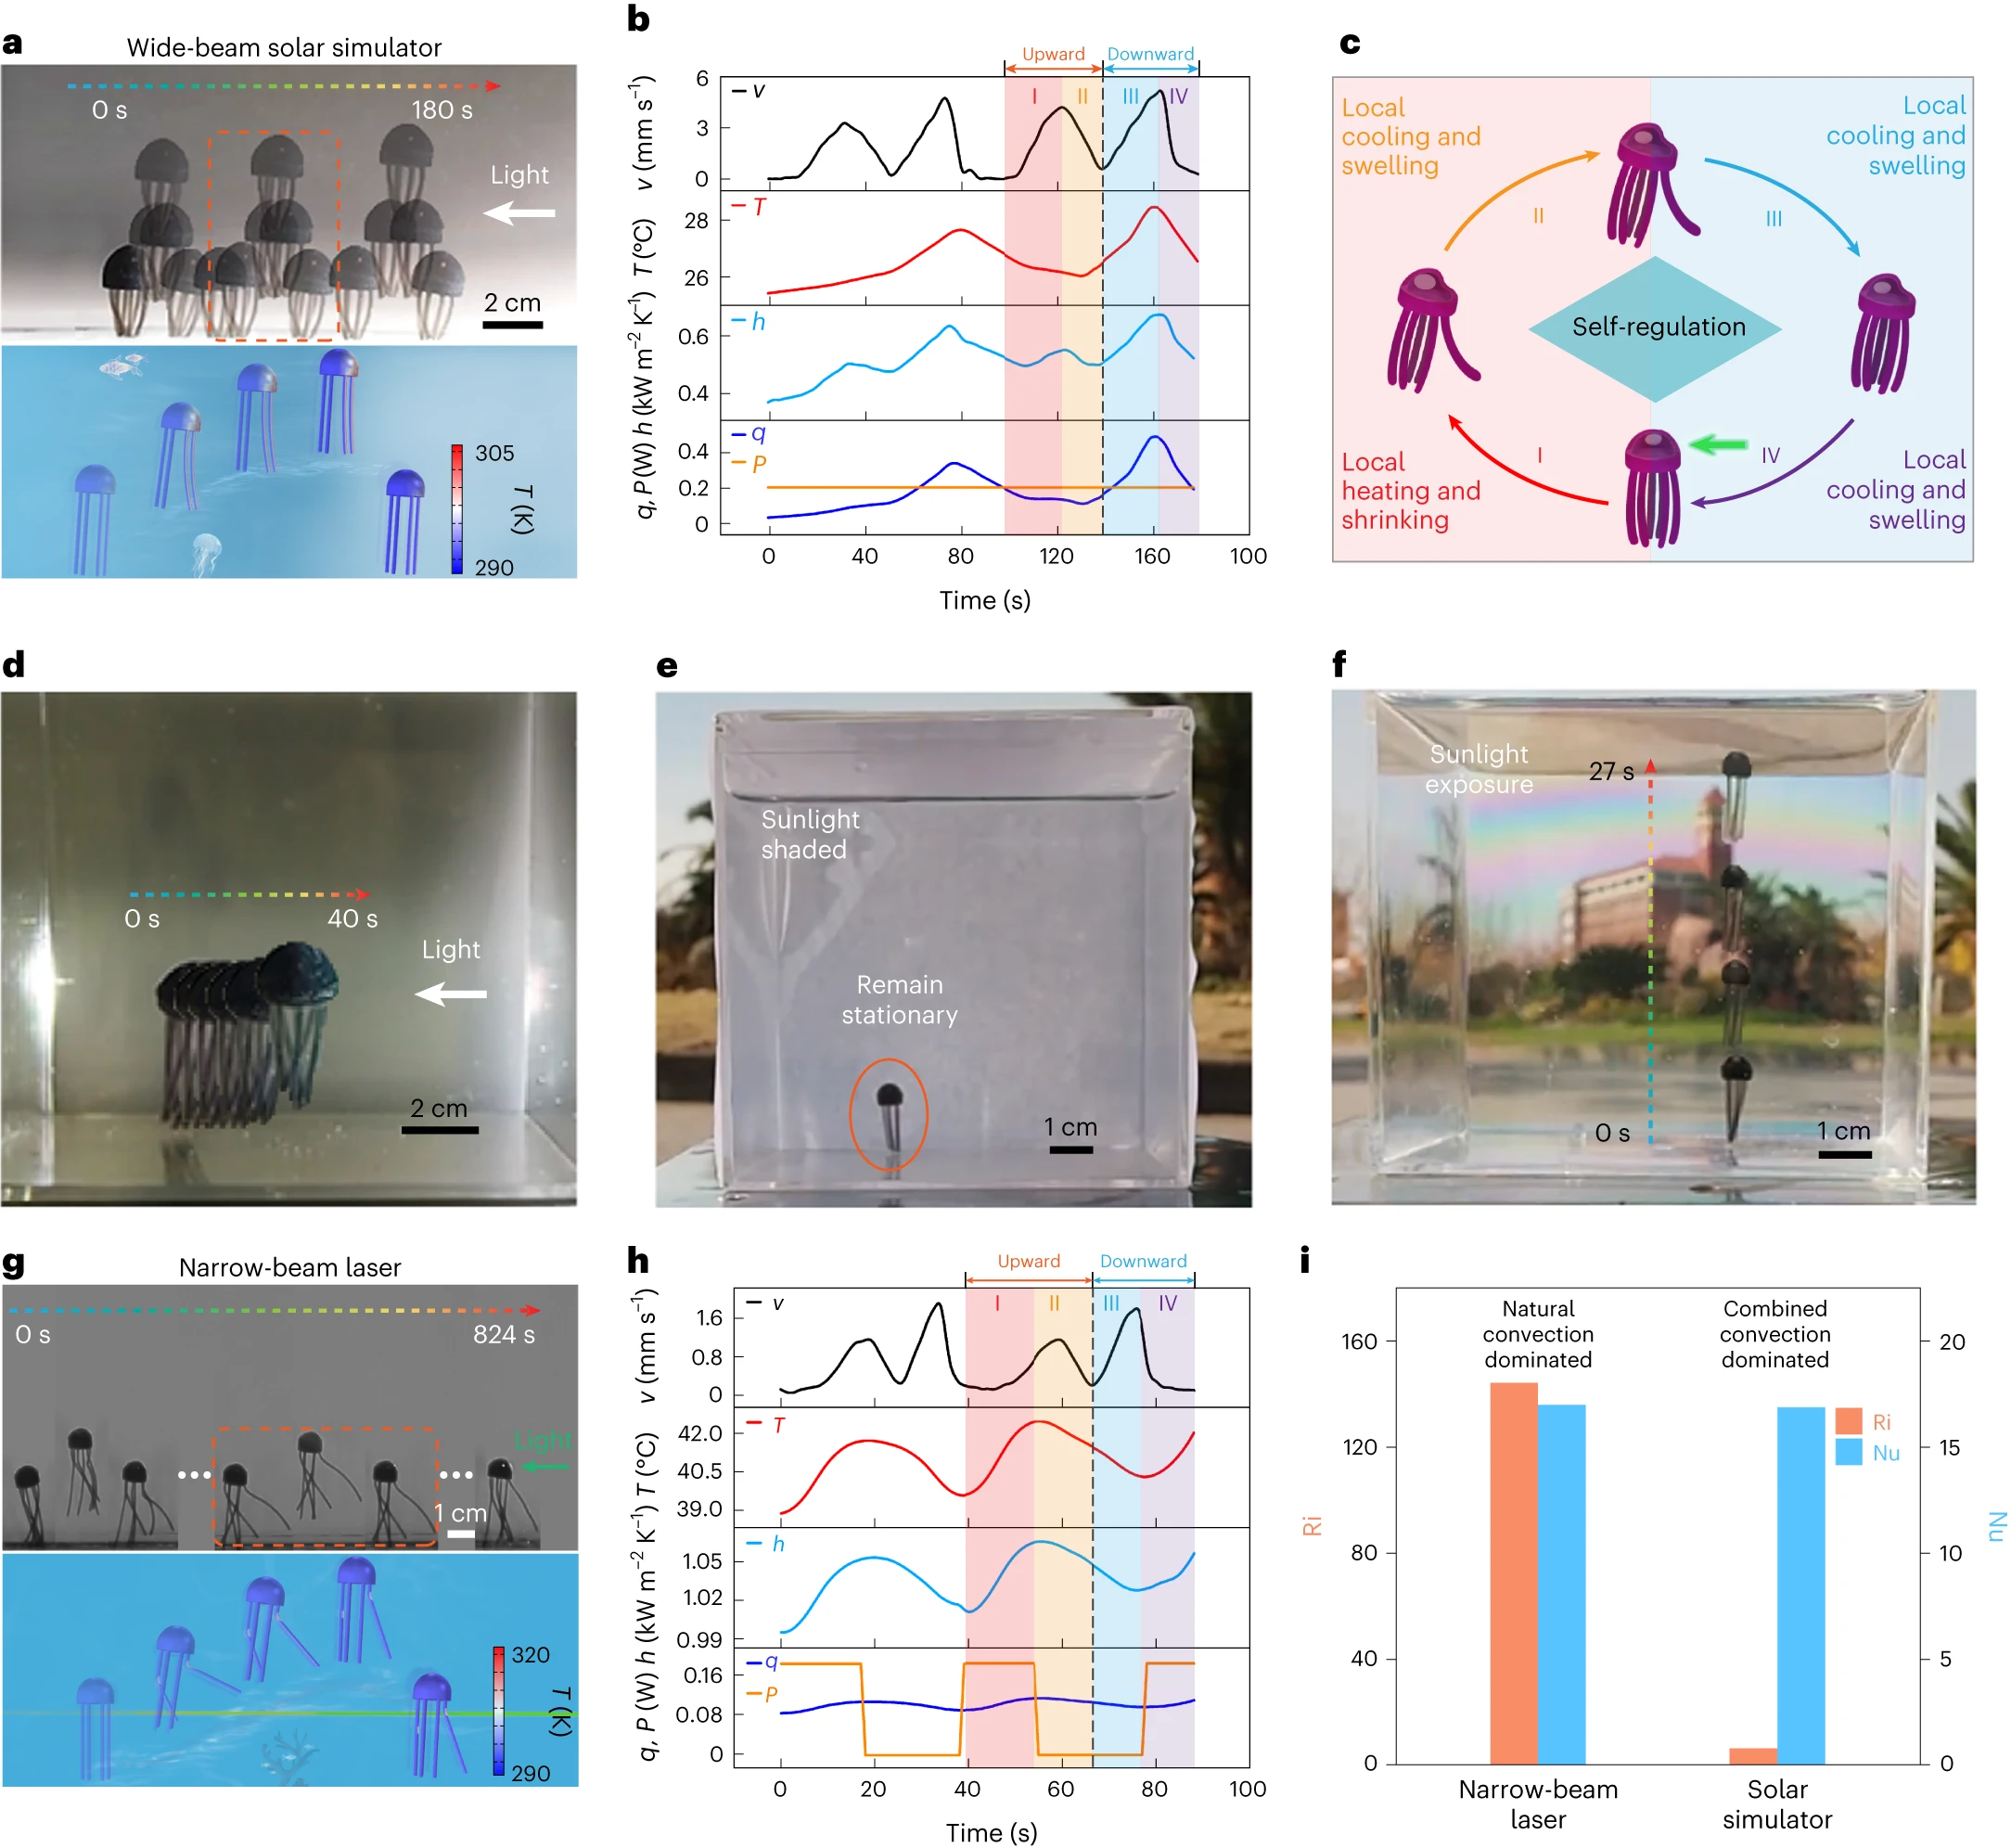 a
Wide-beam solar simulator
0 s
180 s
Light
2 cm
305
T (K)
290
b
Upward
Downward
I
II
III
IV
v
v (mm s⁻¹)
6
3
0
T
T (°C)
28
26
h
h (kW m⁻² K⁻¹)
0.6
0.4
q
P
q, P (W)
0.4
0.2
0
0
40
80
120
160
100
Time (s)
c
Local
cooling and
swelling
Local
cooling and
swelling
II
III
Self-regulation
I
IV
Local
heating and
shrinking
Local
cooling and
swelling
d
0 s
40 s
Light
2 cm
e
Sunlight
shaded
Remain
stationary
1 cm
f
Sunlight
exposure
27 s
0 s
1 cm
g
Narrow-beam laser
0 s
824 s
Light
1 cm
320
T (K)
290
h
Upward
Downward
I
II
III
IV
v
v (mm s⁻¹)
1.6
0.8
0
T
T (°C)
42.0
40.5
39.0
h
h (kW m⁻² K⁻¹)
1.05
1.02
0.99
q
P
q, P (W)
0.16
0.08
0
0
20
40
60
80
100
Time (s)
i
Natural
convection
dominated
Combined
convection
dominated
Ri
Nu
160
120
80
40
0
Ri
20
15
10
5
0
Nu
Narrow-beam
laser
Solar
simulator